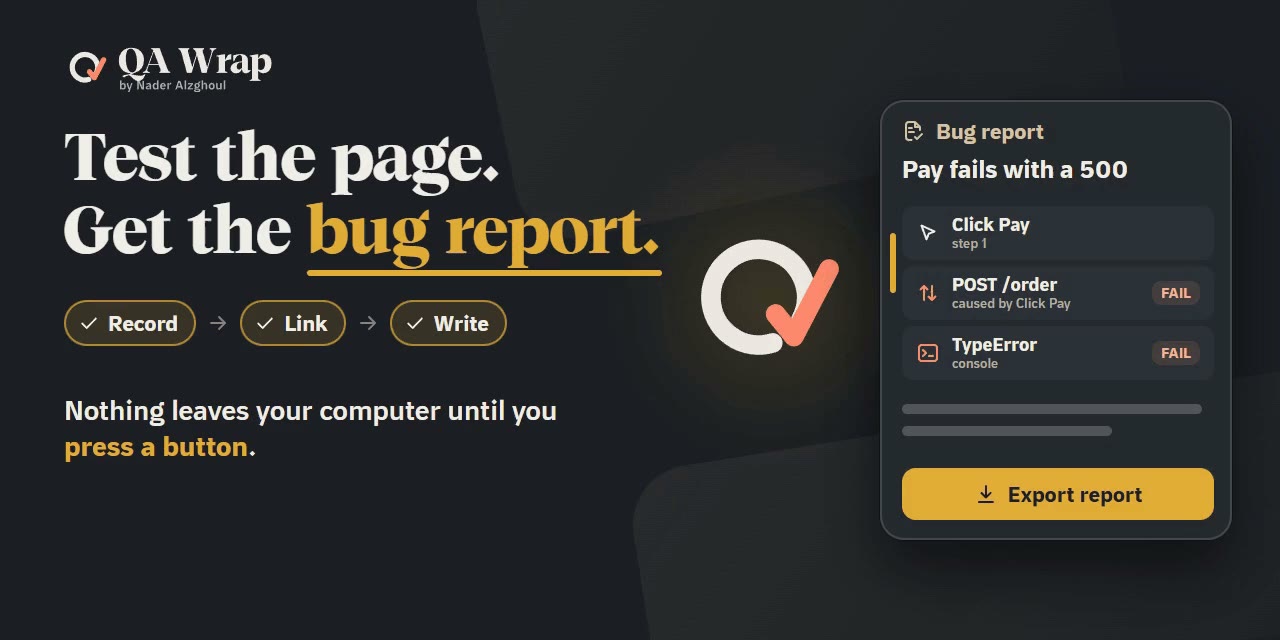 QA Wrap
by Nader Alzghoul
Test the page.
Get the bug report.
Record → Link → Write
Nothing leaves your computer until you
press a button.
Bug report
Pay fails with a 500
Click Pay
step 1
POST /order
caused by Click Pay
FAIL
TypeError
console
FAIL
Export report